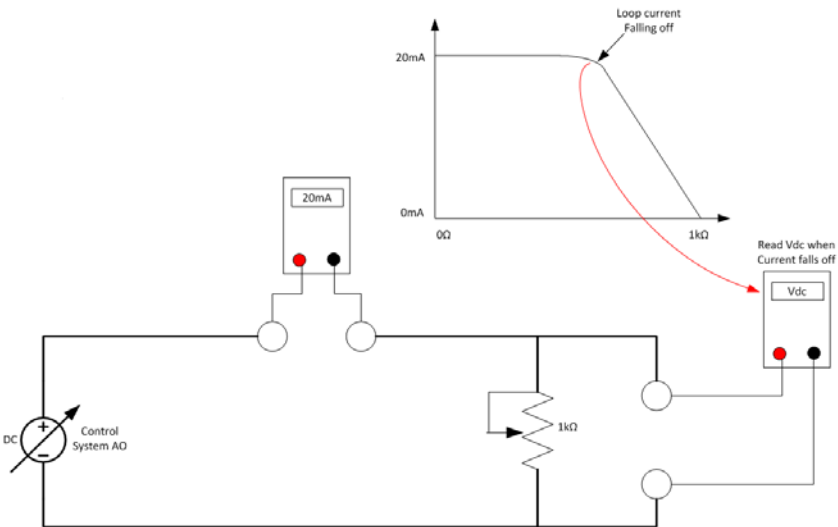 Loop current
Falling off
20mA
20mA
0mA
0Ω
1kΩ
Read Vdc when
Current falls off
Vdc
DC
+
−
Control
System AO
1kΩ